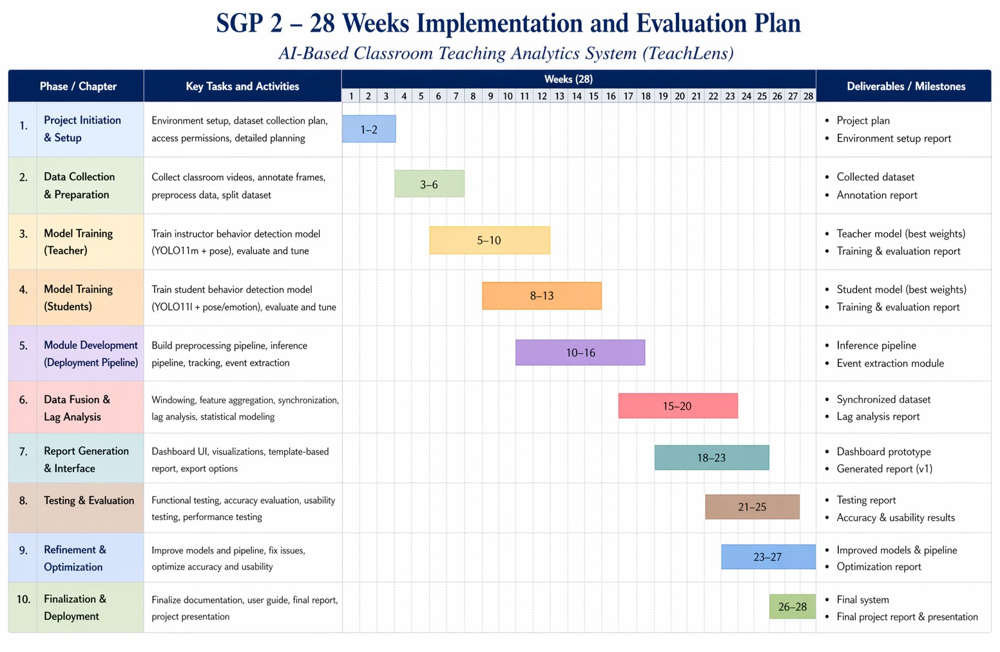 SGP 2 – 28 Weeks Implementation and Evaluation Plan
AI-Based Classroom Teaching Analytics System (TeachLens)
Phase / Chapter
Key Tasks and Activities
Weeks (28)
Deliverables / Milestones
1 2 3 4 5 6 7 8 9 10 11 12 13 14 15 16 17 18 19 20 21 22 23 24 25 26 27 28
1.
Project Initiation
& Setup
Environment setup, dataset collection plan,
access permissions, detailed planning
1–2
• Project plan
• Environment setup report
2.
Data Collection
& Preparation
Collect classroom videos, annotate frames,
preprocess data, split dataset
3–6
• Collected dataset
• Annotation report
3.
Model Training
(Teacher)
Train instructor behavior detection model
(YOLO11m + pose), evaluate and tune
5–10
• Teacher model (best weights)
• Training & evaluation report
4.
Model Training
(Students)
Train student behavior detection model
(YOLO11l + pose/emotion), evaluate and tune
8–13
• Student model (best weights)
• Training & evaluation report
5.
Module Development
(Deployment Pipeline)
Build preprocessing pipeline, inference
pipeline, tracking, event extraction
10–16
• Inference pipeline
• Event extraction module
6.
Data Fusion &
Lag Analysis
Windowing, feature aggregation, synchronization,
lag analysis, statistical modeling
15–20
• Synchronized dataset
• Lag analysis report
7.
Report Generation
& Interface
Dashboard UI, visualizations, template-based
report, export options
18–23
• Dashboard prototype
• Generated report (v1)
8.
Testing & Evaluation
Functional testing, accuracy evaluation, usability
testing, performance testing
21–25
• Testing report
• Accuracy & usability results
9.
Refinement &
Optimization
Improve models and pipeline, fix issues,
optimize accuracy and usability
23–27
• Improved models & pipeline
• Optimization report
10.
Finalization &
Deployment
Finalize documentation, user guide, final report,
project presentation
26–28
• Final system
• Final project report & presentation